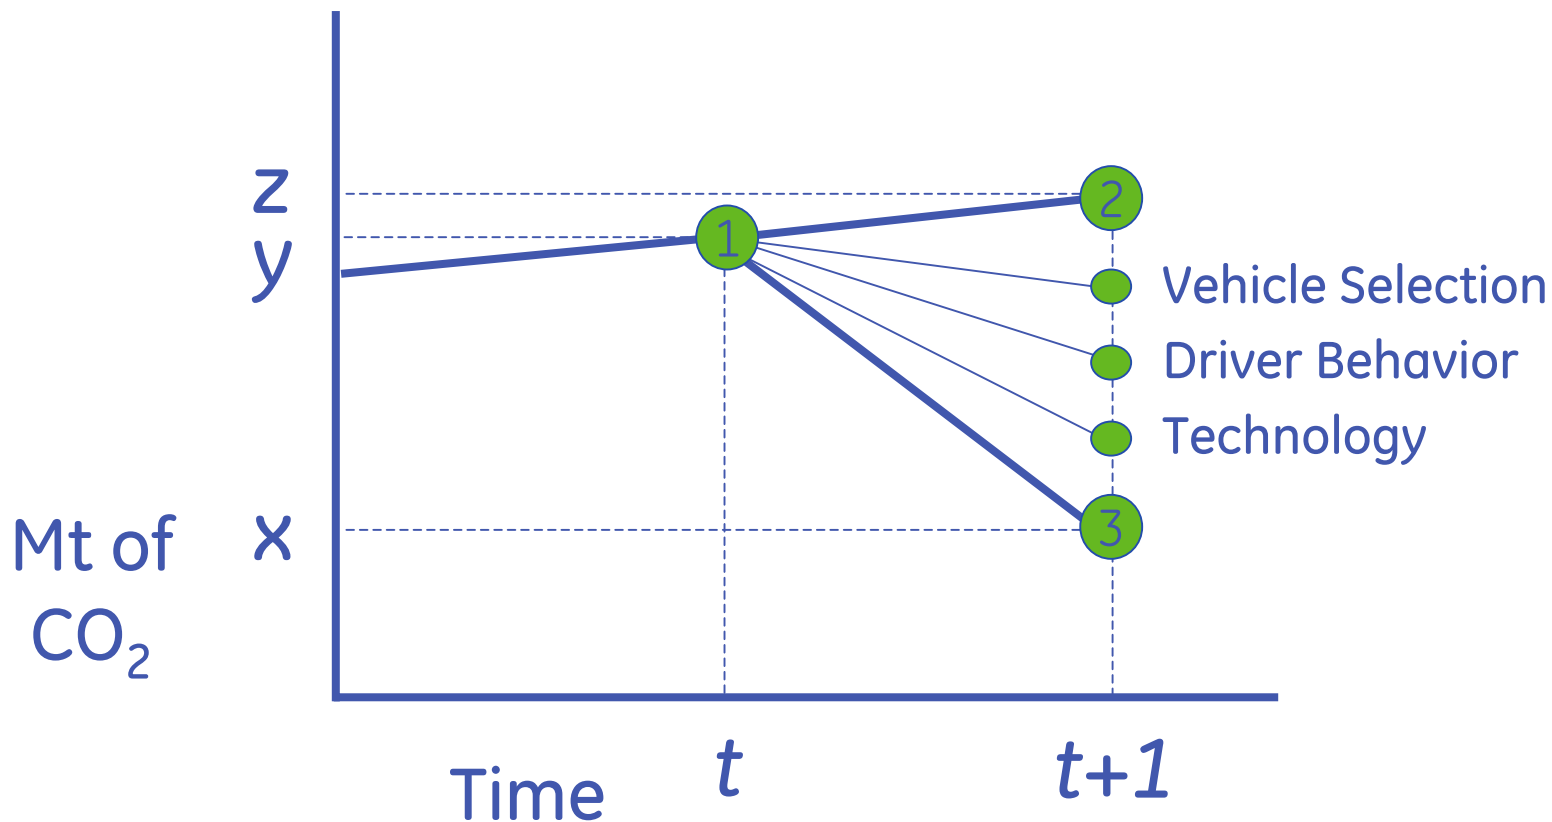 z
2
1
y
Vehicle Selection
Driver Behavior
Technology
3
x
Mt of
CO₂
t
t+1
Time